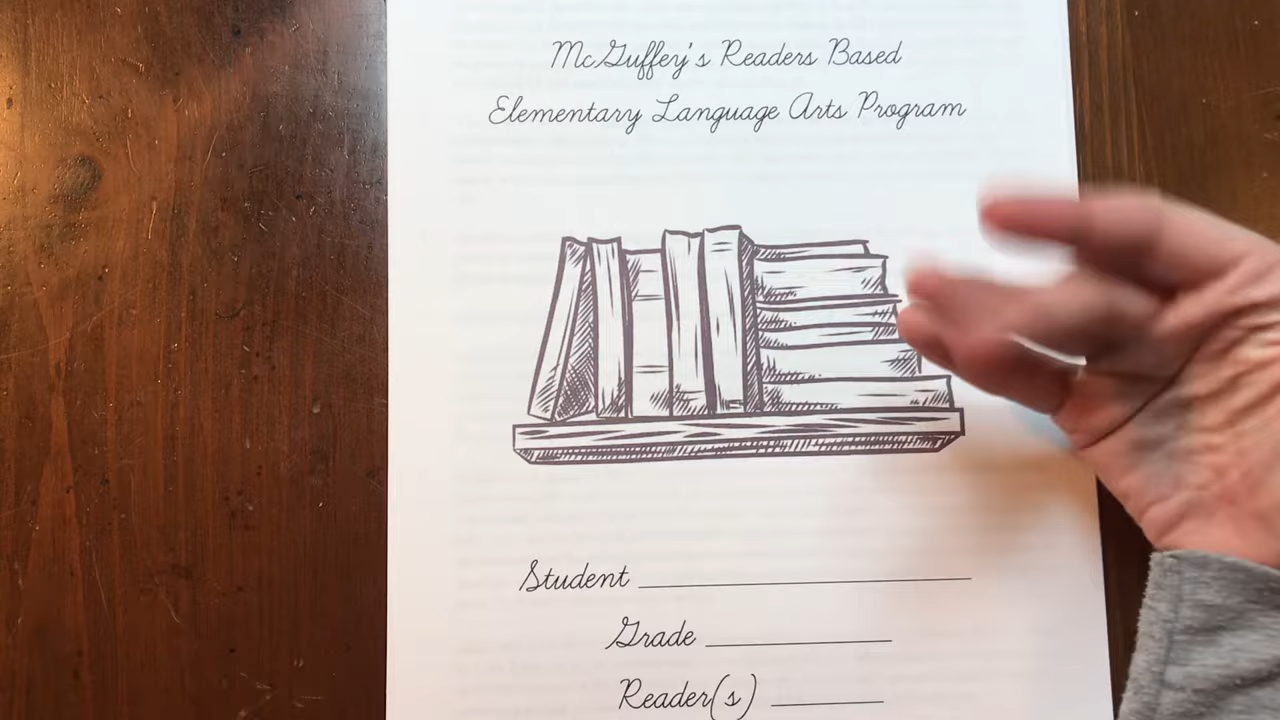 McGuffey's Readers Based
Elementary Language Arts Program
Student
Grade
Reader(s)